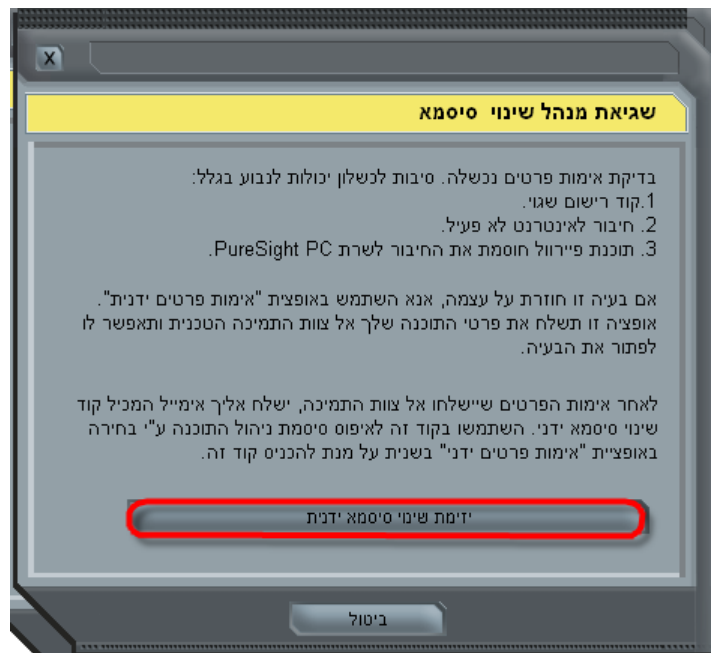 X
שגיאת מנהל שינוי סיסמא
בדיקת אימות פרטים נכשלה. סיבות לכשלון יכולות לנבוע בגלל:
1.קוד רישום שגוי.
2. חיבור לאינטרנט לא פעיל.
3. תוכנת פיירוול חוסמת את החיבור לשרת PureSight PC.
אם בעיה זו חוזרת על עצמה, אנא השתמש באופצית "אימות פרטים ידנית".
אופציה זו תשלח את פרטי התוכנה שלך אל צוות התמיכה הטכנית ותאפשר לו
לפתור את הבעיה.
לאחר אימות הפרטים שיישלחו אל צוות התמיכה, ישלח אליך אימייל המכיל קוד
שינוי סיסמא ידני. השתמשו בקוד זה לאיפוס סיסמת ניהול התוכנה ע"י בחירה
באופציית "אימות פרטים ידני" בשנית על מנת להכניס קוד זה.
יזימת שינוי סיסמא ידנית
ביטול